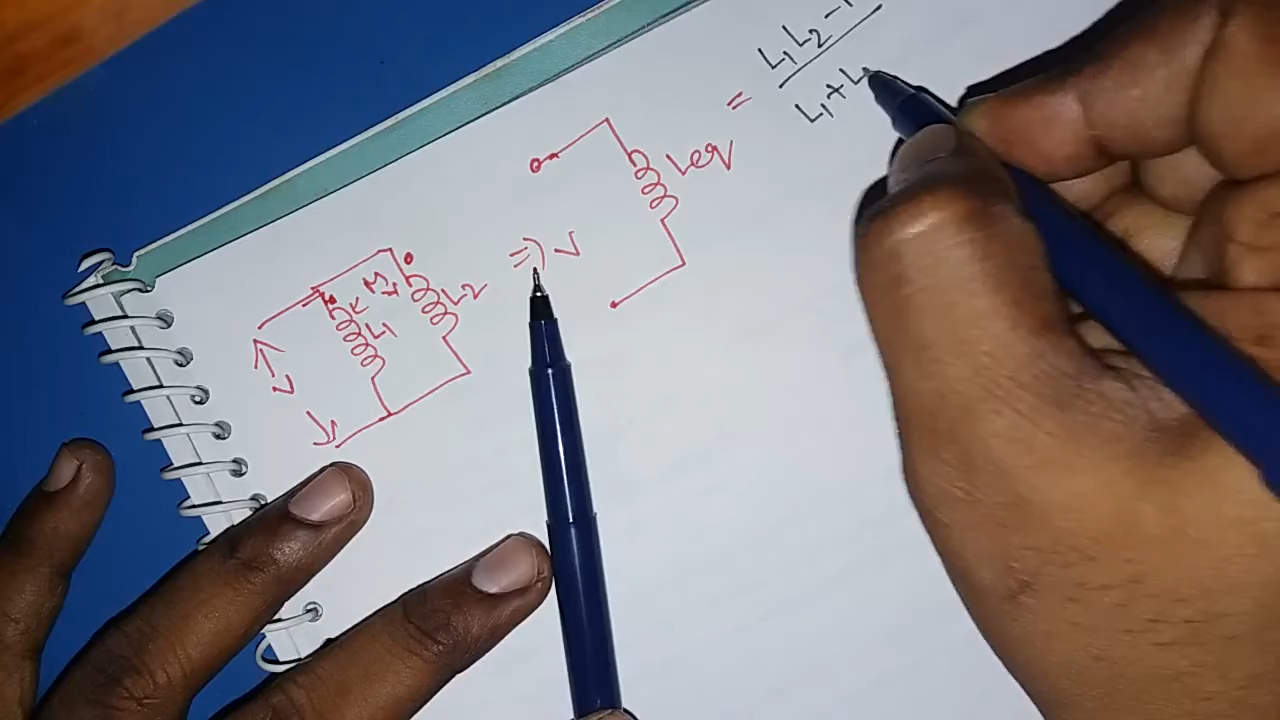 L1L2 -
L1 + L
=
Leq
=) V
M
L1
L2